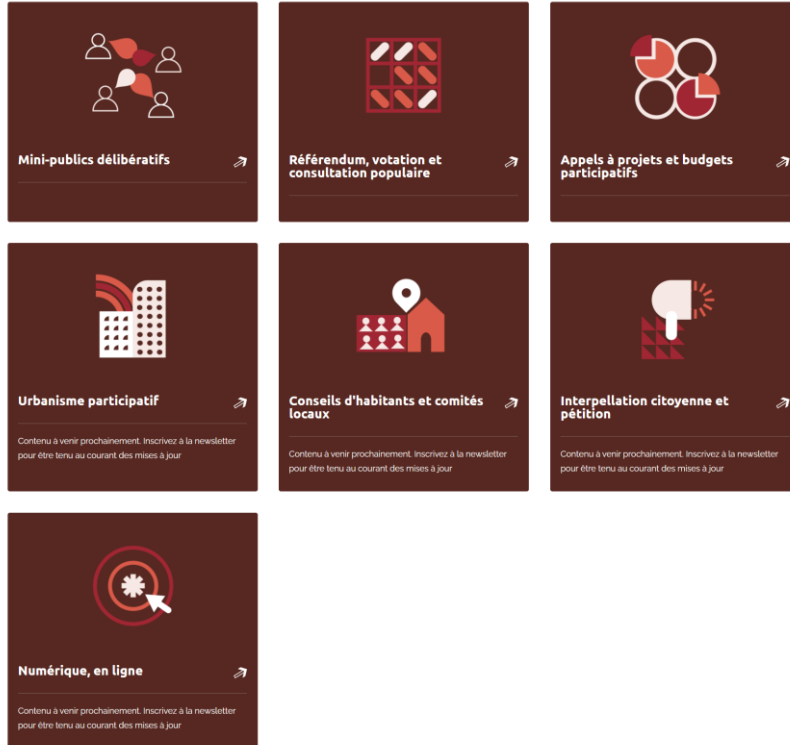 Mini-publics délibératifs
Référendum, votation et
consultation populaire
Appels à projets et budgets
participatifs
Urbanisme participatif
Contenu à venir prochainement. Inscrivez à la newsletter
pour être tenu au courant des mises à jour
Conseils d'habitants et comités
locaux
Contenu à venir prochainement. Inscrivez à la newsletter
pour être tenu au courant des mises à jour
Interpellation citoyenne et
pétition
Contenu à venir prochainement. Inscrivez à la newsletter
pour être tenu au courant des mises à jour
Numérique, en ligne
Contenu à venir prochainement. Inscrivez à la newsletter
pour être tenu au courant des mises à jour